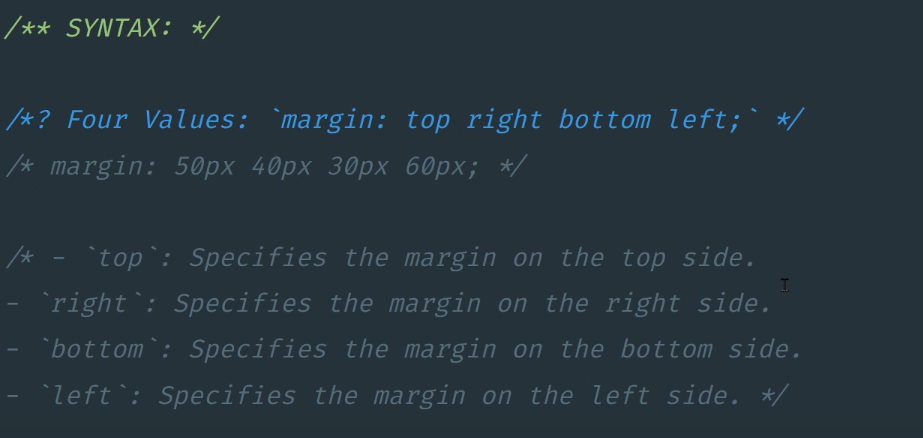 /** SYNTAX: */
/*? Four Values: `margin: top right bottom left;` */
/* margin: 50px 40px 30px 60px; */
/* - `top`: Specifies the margin on the top side.
- `right`: Specifies the margin on the right side.
- `bottom`: Specifies the margin on the bottom side.
- `left`: Specifies the margin on the left side. */